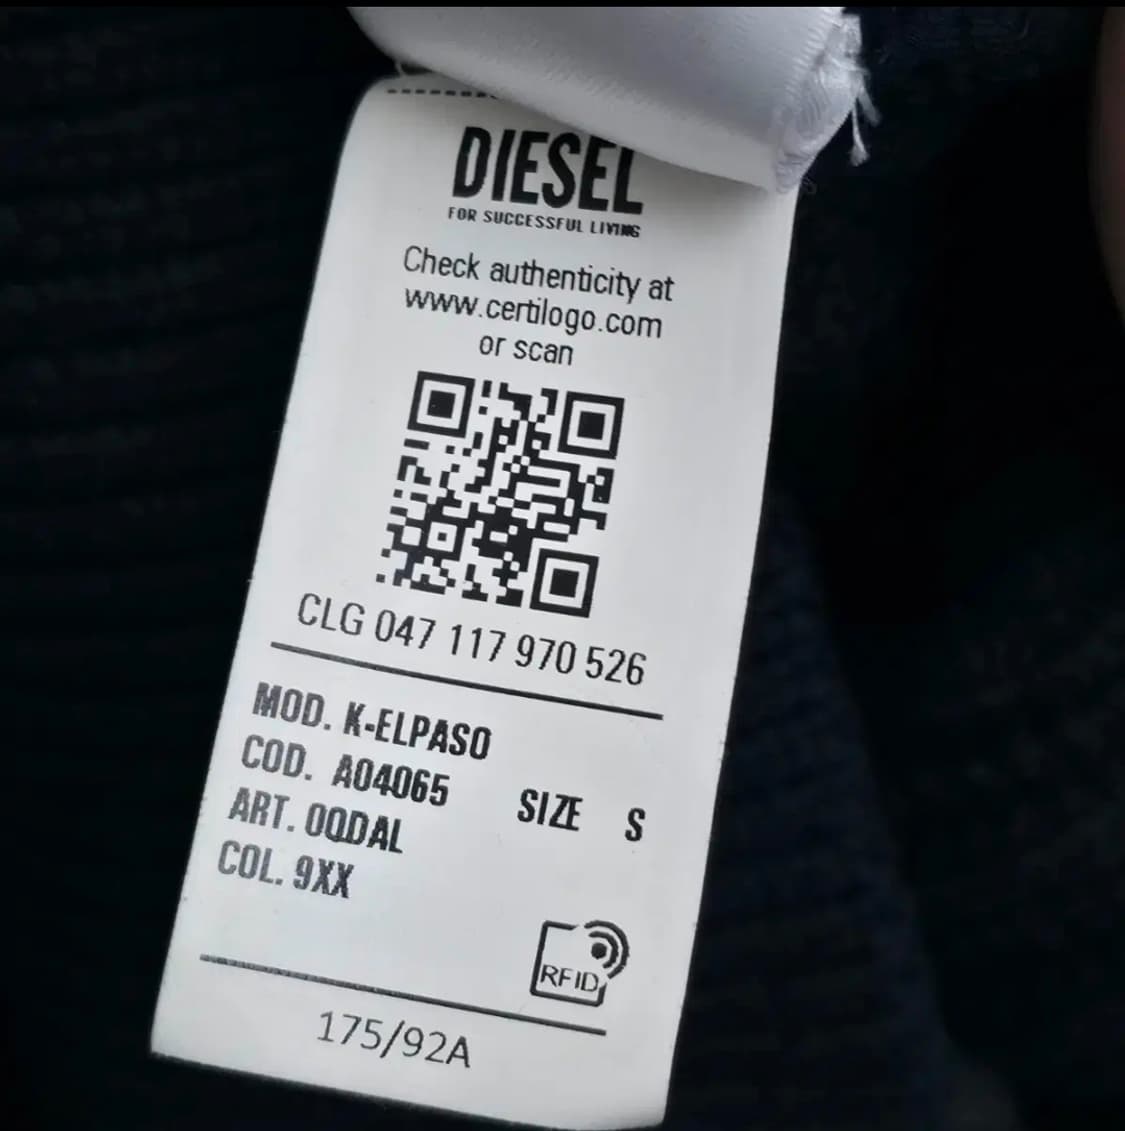 DIESEL
FOR SUCCESSFUL LIVING
Check authenticity at
www.certilogo.com
or scan
CLG 047 117 970 526
MOD. K-ELPASO
COD. A04065
SIZE S
ART. 0QDAL
COL. 9XX
RFID
175/92A